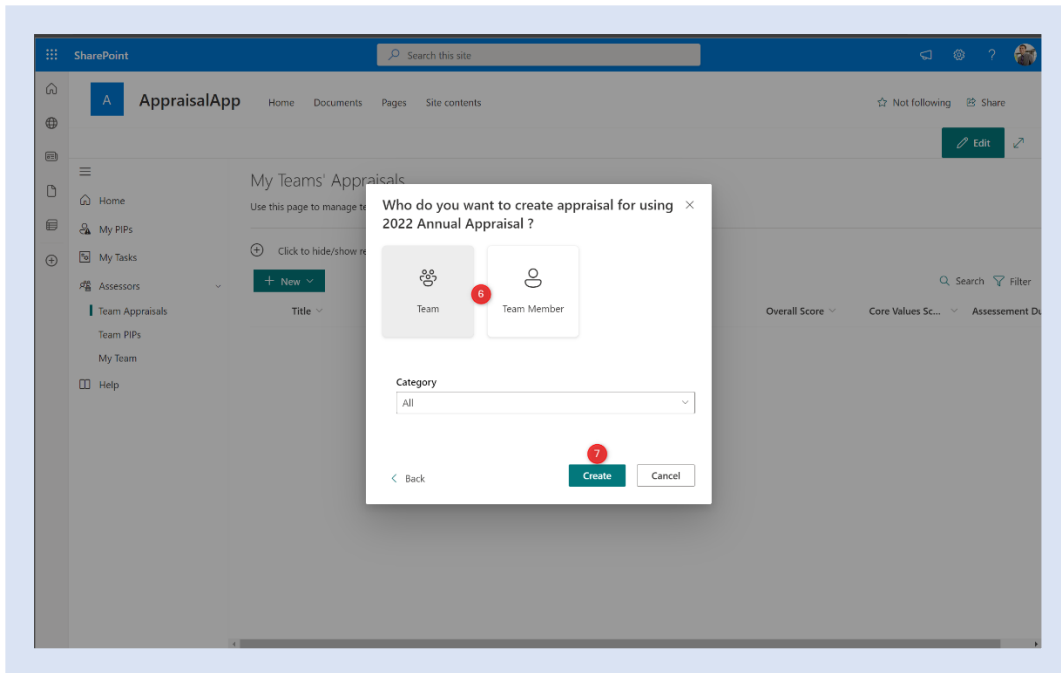 SharePoint
Search this site
?
A
AppraisalApp
Home Documents Pages Site contents
Not following Share
Edit
Home
My PIPs
My Tasks
Assessors
Team Appraisals
Team PIPs
My Team
Help
My Teams' Appraisals
Use this page to manage te
Click to hide/show re
+ New
Search Filter
Title
Overall Score Core Values Sc... Assessement Du
Who do you want to create appraisal for using
2022 Annual Appraisal ?
Team
6
Team Member
Category
All
7
Back
Create
Cancel